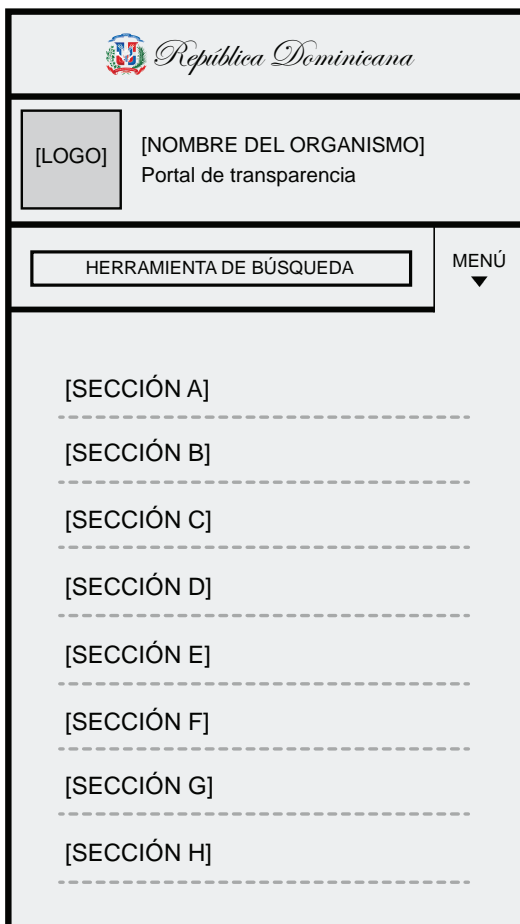 República Dominicana
[LOGO]
[NOMBRE DEL ORGANISMO]
Portal de transparencia
HERRAMIENTA DE BÚSQUEDA
MENÚ
[SECCIÓN A]
[SECCIÓN B]
[SECCIÓN C]
[SECCIÓN D]
[SECCIÓN E]
[SECCIÓN F]
[SECCIÓN G]
[SECCIÓN H]